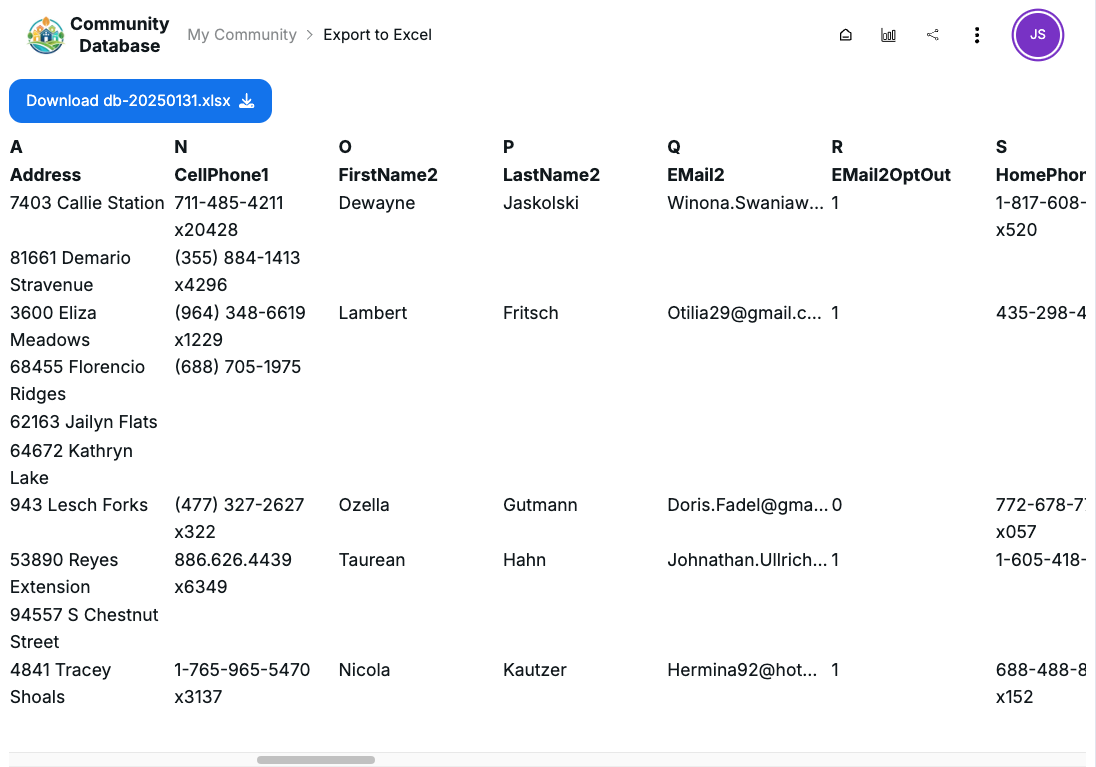 Community
Database
My Community > Export to Excel
JS
Download db-20250131.xlsx
A N O P Q R S
Address CellPhone1 FirstName2 LastName2 EMail2 EMail2OptOut HomePhon
7403 Callie Station 711-485-4211 Dewayne Jaskolski Winona.Swaniaw... 1 1-817-608-
x20428 x520
81661 Demario (355) 884-1413
Stravenue x4296
3600 Eliza (964) 348-6619 Lambert Fritsch Otilia29@gmail.c... 1 435-298-4
Meadows x1229
68455 Florencio (688) 705-1975
Ridges
62163 Jailyn Flats
64672 Kathryn
Lake
943 Lesch Forks (477) 327-2627 Ozella Gutmann Doris.Fadel@gma... 0 772-678-7
x322 x057
53890 Reyes 886.626.4439 Taurean Hahn Johnathan.Ullrich... 1 1-605-418-
Extension x6349
94557 S Chestnut
Street
4841 Tracey 1-765-965-5470 Nicola Kautzer Hermina92@hot... 1 688-488-8
Shoals x3137 x152